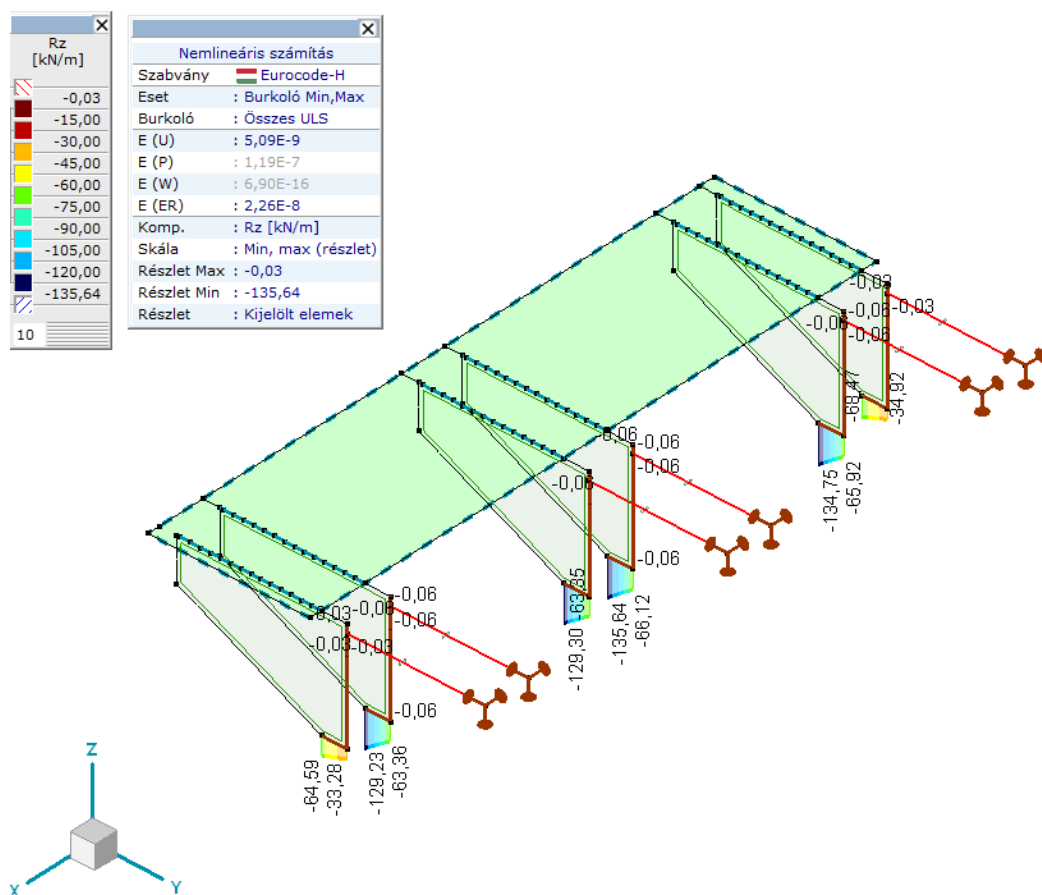 Rz
[kN/m]
-0,03
-15,00
-30,00
-45,00
-60,00
-75,00
-90,00
-105,00
-120,00
-135,64
10
Nemlineáris számítás
Szabvány Eurocode-H
Eset : Burkoló Min,Max
Burkoló : Összes ULS
E (U) : 5,09E-9
E (P) : 1,19E-7
E (W) : 6,90E-16
E (ER) : 2,26E-8
Komp. : Rz [kN/m]
Skála : Min, max (részlet)
Részlet Max : -0,03
Részlet Min : -135,64
Részlet : Kijelölt elemek
-0,03
-0,03
-0,06
-0,06
-0,06
-68,47
-34,92
-134,75
-65,92
-0,06
-0,06
-0,06
-0,06
-0,06
-63,35
-129,30
-135,64
-66,12
-0,03
-0,06
-0,06
-0,06
-0,03
-0,03
-0,06
-64,59
-33,28
-129,23
-63,36
Z
X
Y